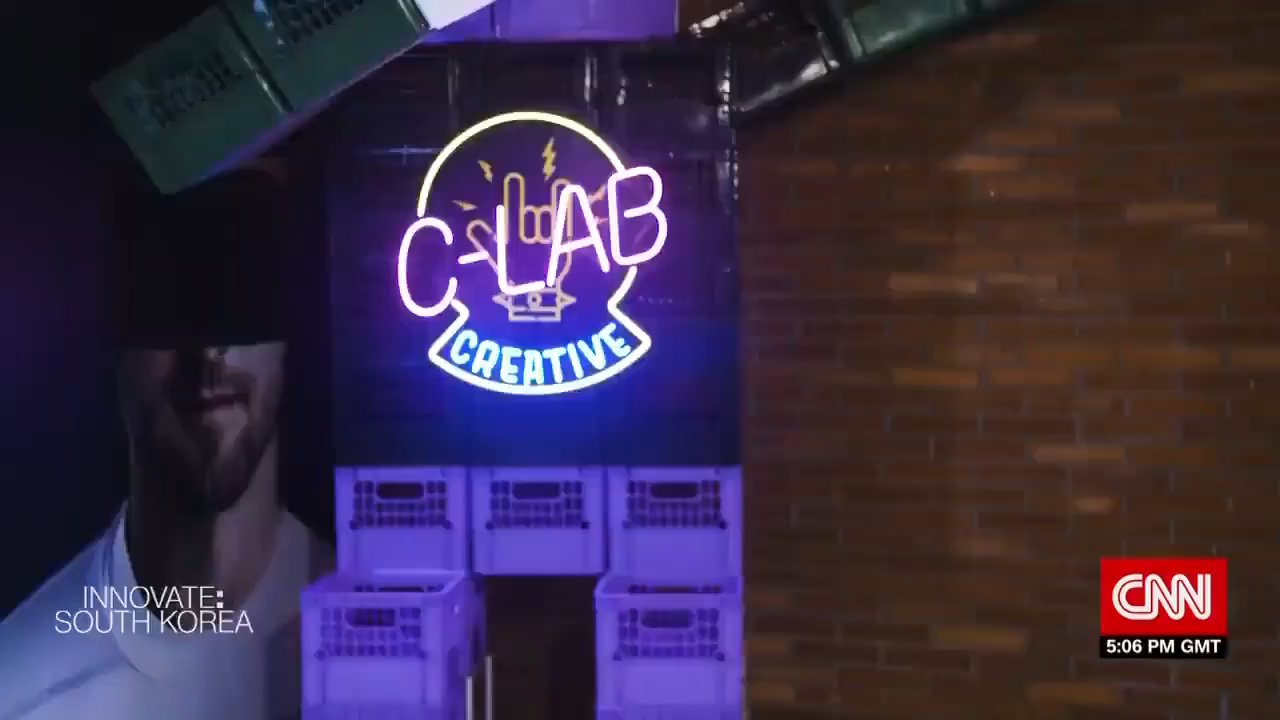 C-LAB
CREATIVE
INNOVATE:
SOUTH KOREA
CNN
5:06 PM GMT